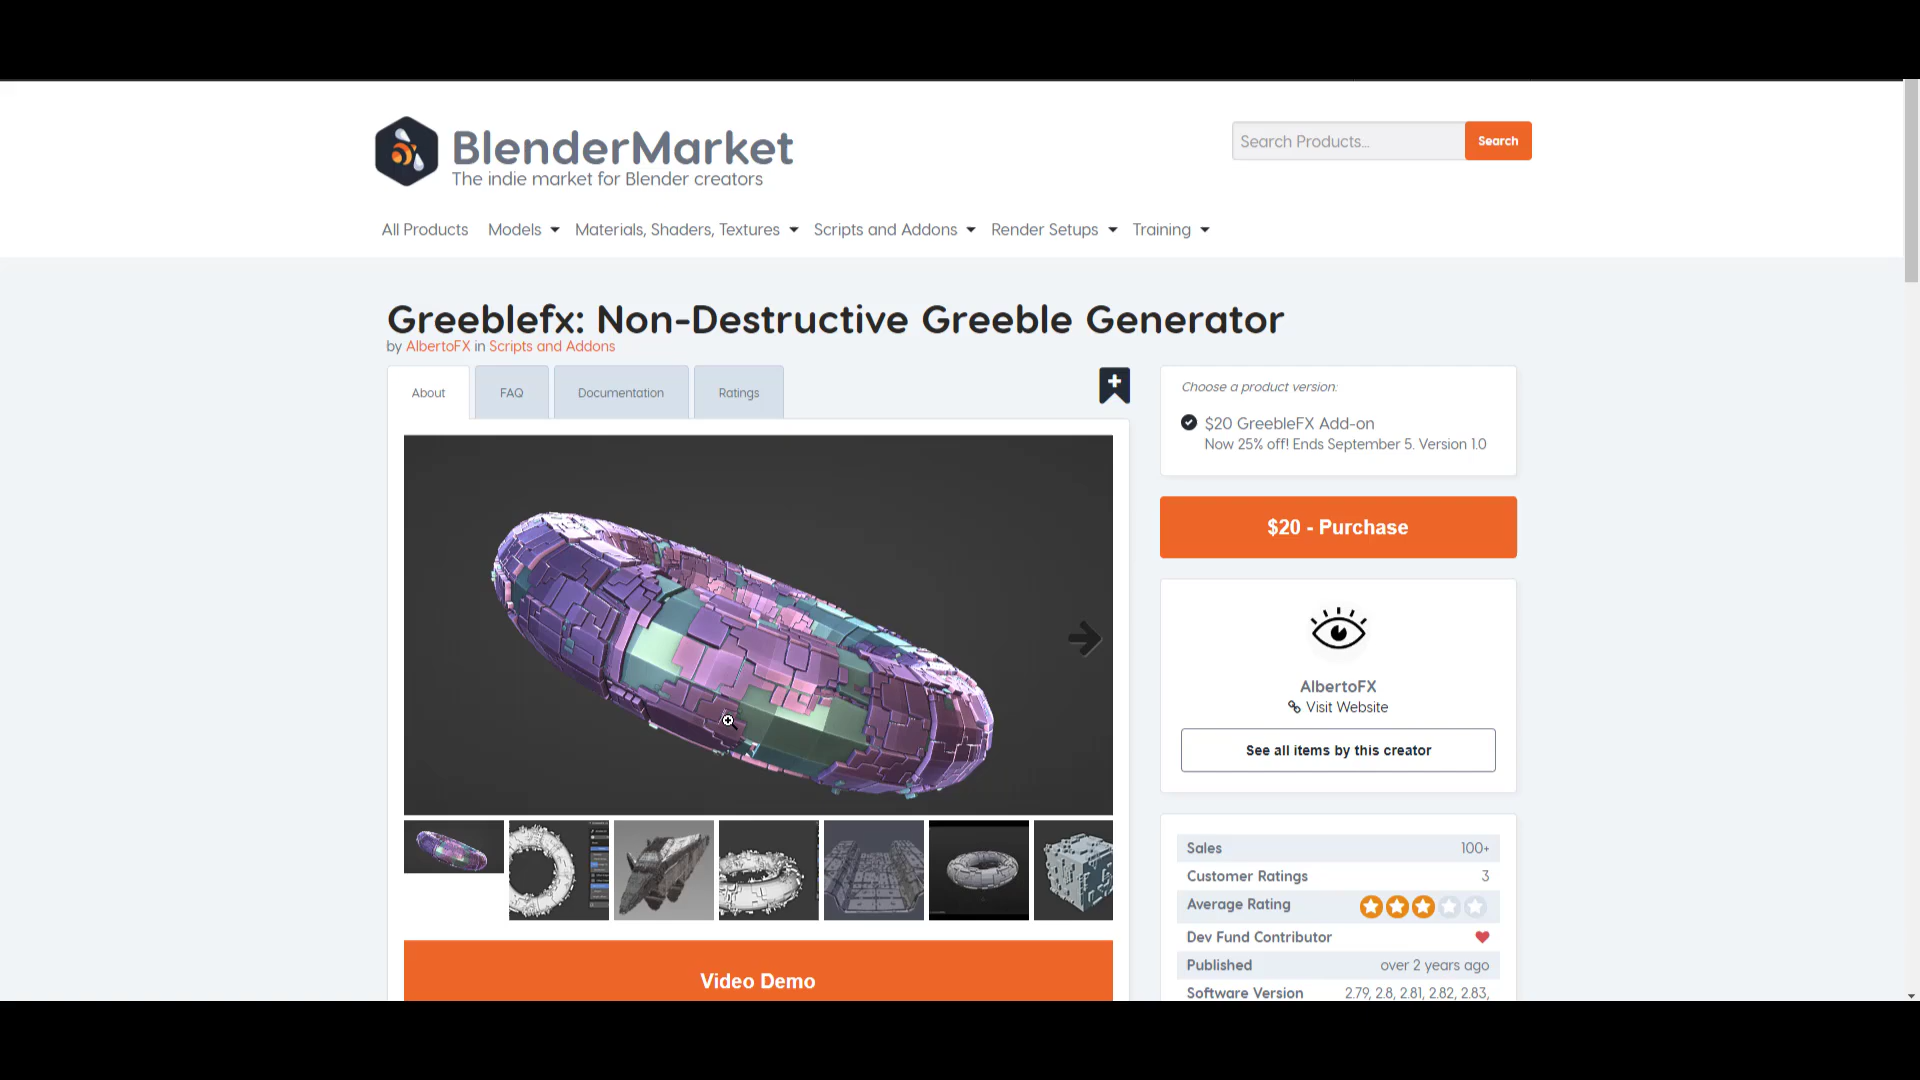 BlenderMarket
The indie market for Blender creators
Search Products...
Search
All Products Models Materials, Shaders, Textures Scripts and Addons Render Setups Training
Greeblefx: Non-Destructive Greeble Generator
by AlbertoFX in Scripts and Addons
About FAQ Documentation Ratings
Choose a product version:
$20 GreebleFX Add-on
Now 25% off! Ends September 5. Version 1.0
$20 - Purchase
AlbertoFX
Visit Website
See all items by this creator
Sales 100+
Customer Ratings 3
Average Rating
Dev Fund Contributor
Published over 2 years ago
Software Version 2.79, 2.8, 2.81, 2.82, 2.83,
Video Demo